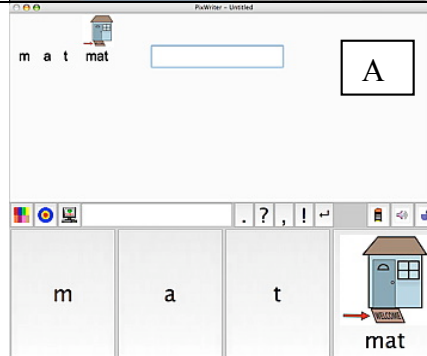 PixWriter - Untitled
m a t mat
A
. ? , ! ↵
m a t
WELCOME
mat